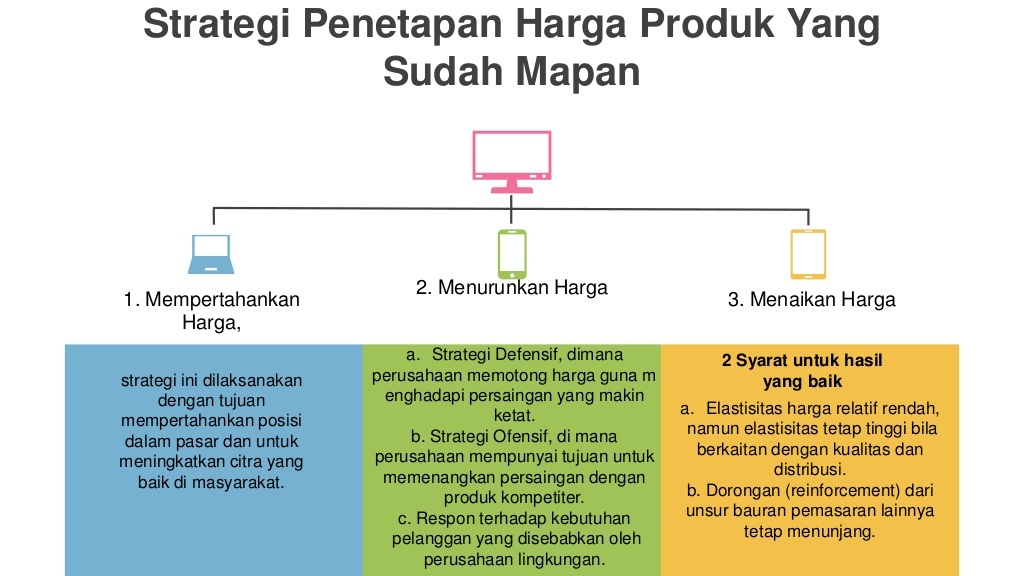 Strategi Penetapan Harga Produk Yang
Sudah Mapan
1. Mempertahankan
Harga,
2. Menurunkan Harga
3. Menaikan Harga
strategi ini dilaksanakan
dengan tujuan
mempertahankan posisi
dalam pasar dan untuk
meningkatkan citra yang
baik di masyarakat.
a. Strategi Defensif, dimana
perusahaan memotong harga guna m
enghadapi persaingan yang makin
ketat.
b. Strategi Ofensif, di mana
perusahaan mempunyai tujuan untuk
memenangkan persaingan dengan
produk kompetiter.
c. Respon terhadap kebutuhan
pelanggan yang disebabkan oleh
perusahaan lingkungan.
2 Syarat untuk hasil
yang baik
a. Elastisitas harga relatif rendah,
namun elastisitas tetap tinggi bila
berkaitan dengan kualitas dan
distribusi.
b. Dorongan (reinforcement) dari
unsur bauran pemasaran lainnya
tetap menunjang.